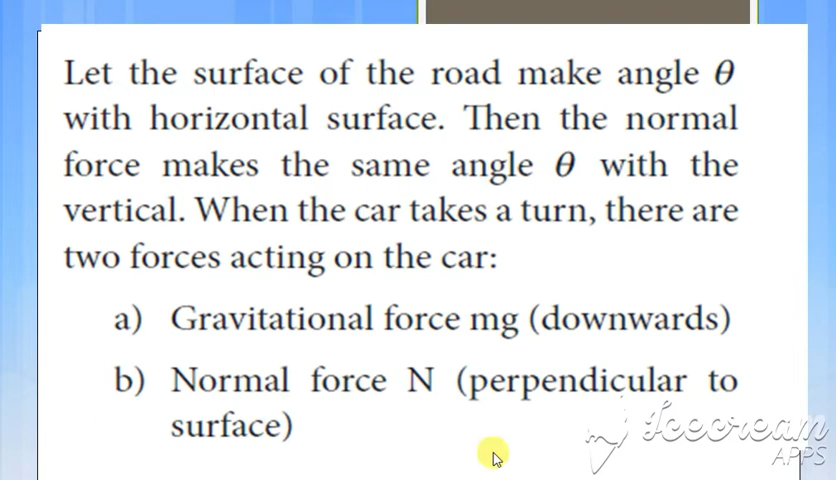 Let the surface of the road make angle θ
with horizontal surface. Then the normal
force makes the same angle θ with the
vertical. When the car takes a turn, there are
two forces acting on the car:
a) Gravitational force mg (downwards)
b) Normal force N (perpendicular to
surface)
Icecream
APPS